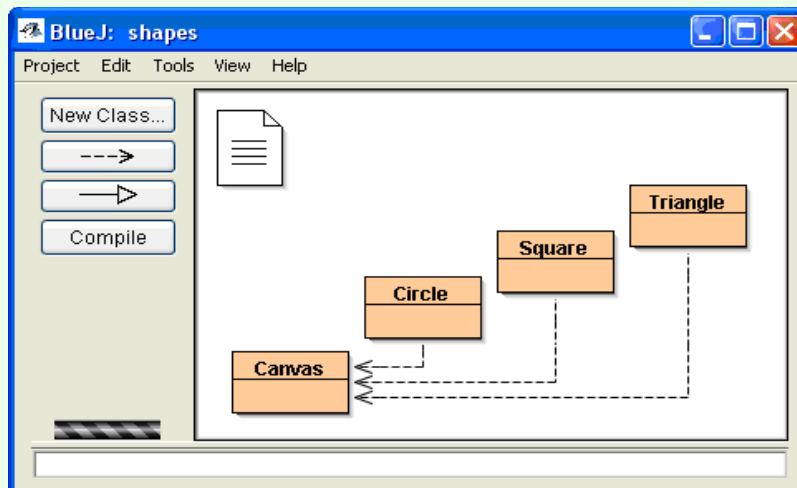 BlueJ: shapes
Project Edit Tools View Help
New Class...
Compile
Triangle
Square
Circle
Canvas